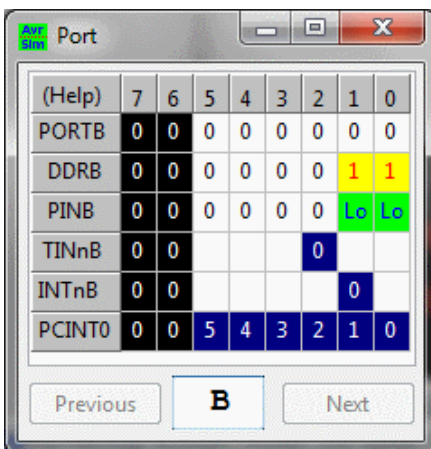 Avr Sim Port
(Help) 7 6 5 4 3 2 1 0
PORTB 0 0 0 0 0 0 0 0
DDRB 0 0 0 0 0 0 1 1
PINB 0 0 0 0 0 0 Lo Lo
TINnB 0 0 0
INTnB 0 0 0
PCINT0 0 0 5 4 3 2 1 0
Previous B Next